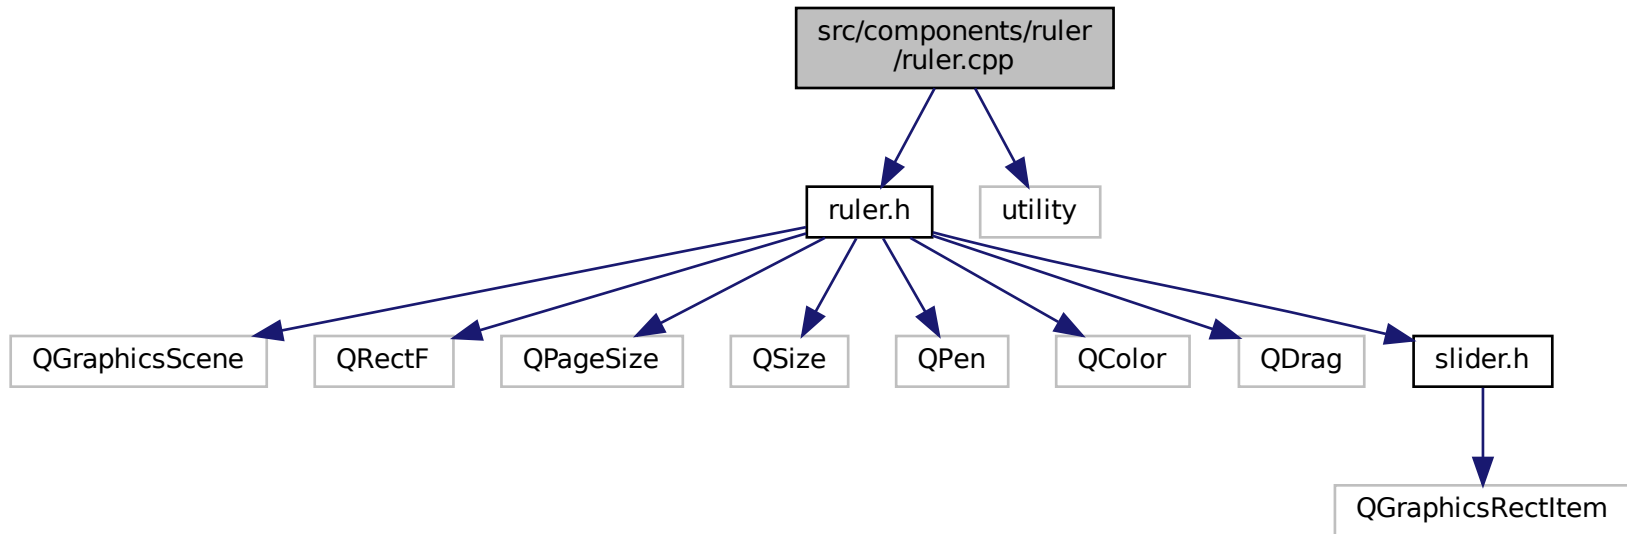 src/components/ruler
/ruler.cpp
ruler.h
utility
QGraphicsScene
QRectF
QPageSize
QSize
QPen
QColor
QDrag
slider.h
QGraphicsRectItem